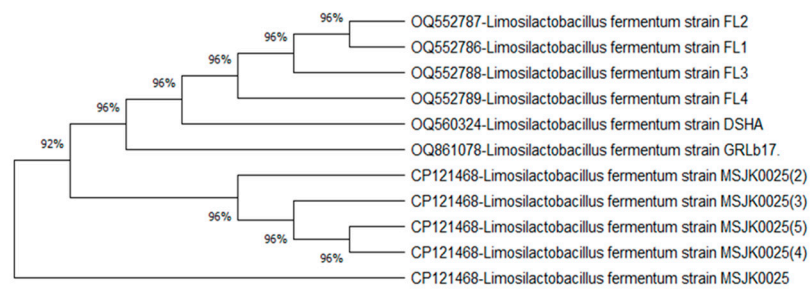 96%
OQ552787-Limosilactobacillus fermentum strain FL2
96%
OQ552786-Limosilactobacillus fermentum strain FL1
96%
OQ552788-Limosilactobacillus fermentum strain FL3
96%
OQ552789-Limosilactobacillus fermentum strain FL4
96%
OQ560324-Limosilactobacillus fermentum strain DSHA
92%
OQ861078-Limosilactobacillus fermentum strain GRLb17.
CP121468-Limosilactobacillus fermentum strain MSJK0025(2)
96%
CP121468-Limosilactobacillus fermentum strain MSJK0025(3)
96%
CP121468-Limosilactobacillus fermentum strain MSJK0025(5)
96%
CP121468-Limosilactobacillus fermentum strain MSJK0025(4)
CP121468-Limosilactobacillus fermentum strain MSJK0025